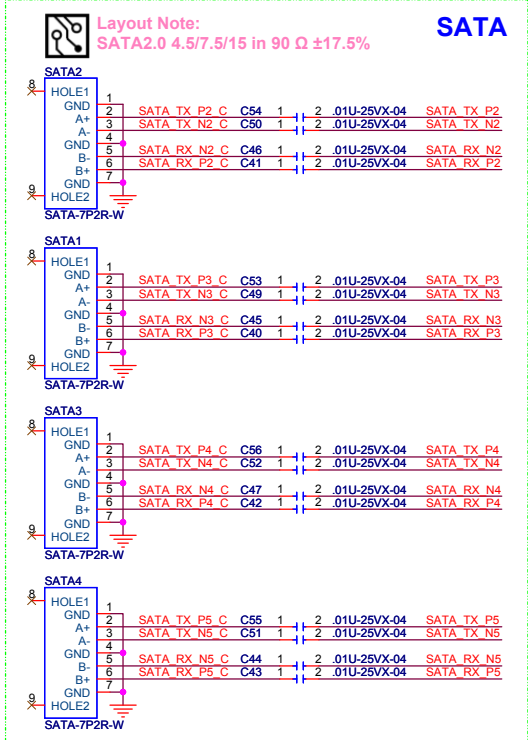 Layout Note:
SATA2.0 4.5/7.5/15 in 90 Ω ±17.5%
SATA
SATA2
8 HOLE1
GND 1
A+ 2 SATA_TX_P2_C C54 1 2 .01U-25VX-04 SATA_TX_P2
A- 3 SATA_TX_N2_C C50 1 2 .01U-25VX-04 SATA_TX_N2
GND 4
B- 5 SATA_RX_N2_C C46 1 2 .01U-25VX-04 SATA_RX_N2
B+ 6 SATA_RX_P2_C C41 1 2 .01U-25VX-04 SATA_RX_P2
GND 7
9 HOLE2
SATA-7P2R-W
SATA1
8 HOLE1
GND 1
A+ 2 SATA_TX_P3_C C53 1 2 .01U-25VX-04 SATA_TX_P3
A- 3 SATA_TX_N3_C C49 1 2 .01U-25VX-04 SATA_TX_N3
GND 4
B- 5 SATA_RX_N3_C C45 1 2 .01U-25VX-04 SATA_RX_N3
B+ 6 SATA_RX_P3_C C40 1 2 .01U-25VX-04 SATA_RX_P3
GND 7
9 HOLE2
SATA-7P2R-W
SATA3
8 HOLE1
GND 1
A+ 2 SATA_TX_P4_C C56 1 2 .01U-25VX-04 SATA_TX_P4
A- 3 SATA_TX_N4_C C52 1 2 .01U-25VX-04 SATA_TX_N4
GND 4
B- 5 SATA_RX_N4_C C47 1 2 .01U-25VX-04 SATA_RX_N4
B+ 6 SATA_RX_P4_C C42 1 2 .01U-25VX-04 SATA_RX_P4
GND 7
9 HOLE2
SATA-7P2R-W
SATA4
8 HOLE1
GND 1
A+ 2 SATA_TX_P5_C C55 1 2 .01U-25VX-04 SATA_TX_P5
A- 3 SATA_TX_N5_C C51 1 2 .01U-25VX-04 SATA_TX_N5
GND 4
B- 5 SATA_RX_N5_C C44 1 2 .01U-25VX-04 SATA_RX_N5
B+ 6 SATA_RX_P5_C C43 1 2 .01U-25VX-04 SATA_RX_P5
GND 7
9 HOLE2
SATA-7P2R-W